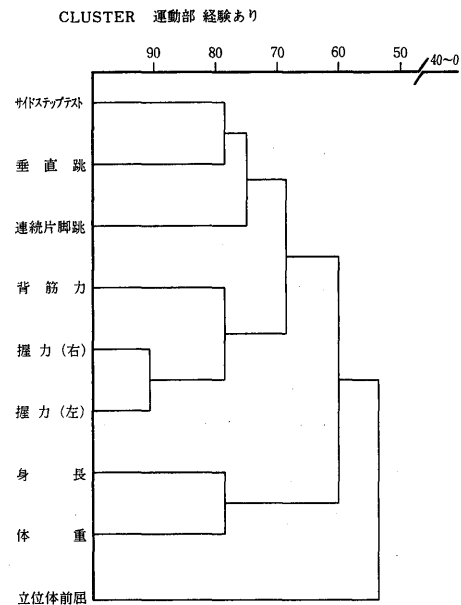 CLUSTER 運動部 経験あり
90 80 70 60 50 40~0
サイドステップテスト
垂直跳
連続片脚跳
背筋力
握力(右)
握力(左)
身長
体重
立位体前屈